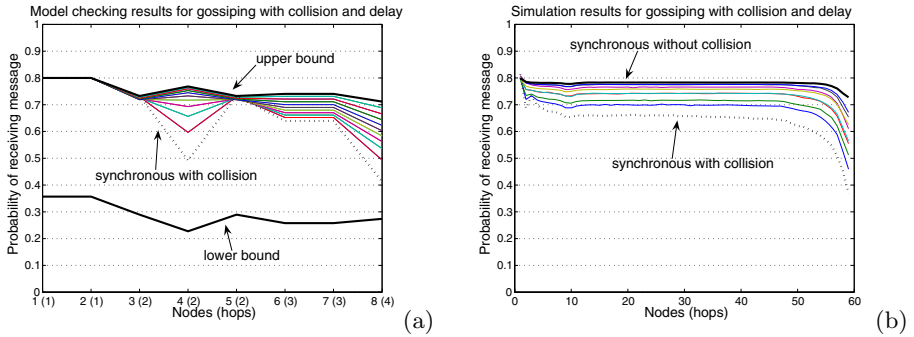 Model checking results for gossiping with collision and delay
1
0.9
0.8
0.7
0.6
0.5
0.4
0.3
0.2
0.1
0
Probability of receiving message
upper bound
synchronous with collision
lower bound
1 (1) 2 (1) 3 (2) 4 (2) 5 (2) 6 (3) 7 (3) 8 (4)
Nodes (hops)
(a)
Simulation results for gossiping with collision and delay
1
0.9
0.8
0.7
0.6
0.5
0.4
0.3
0.2
0.1
0
Probability of receiving message
synchronous without collision
synchronous with collision
0 10 20 30 40 50 60
Nodes (hops)
(b)